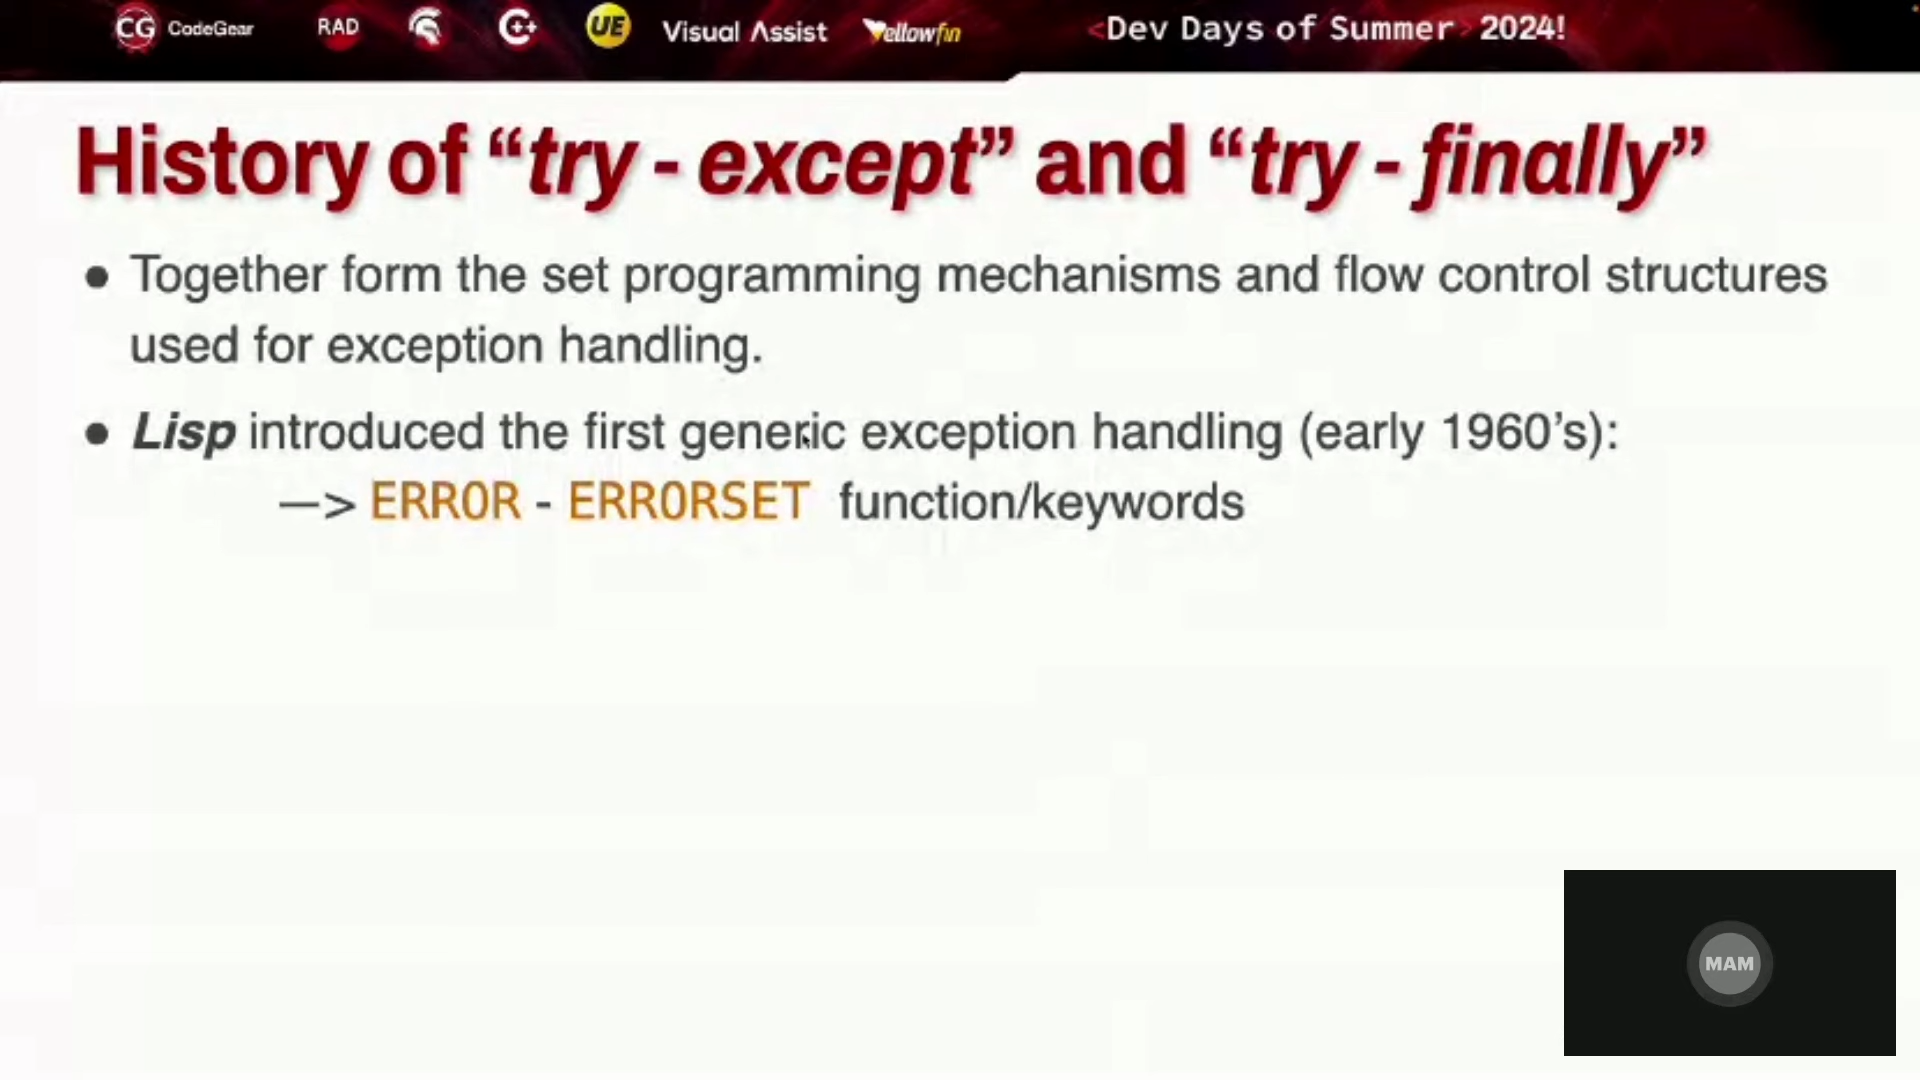 CG CodeGear RAD C++ UE Visual Assist Yellowfin <Dev Days of Summer> 2024!
History of “try - except” and “try - finally”
● Together form the set programming mechanisms and flow control structures
used for exception handling.
● Lisp introduced the first generic exception handling (early 1960’s):
—> ERROR - ERRORSET function/keywords
MAM